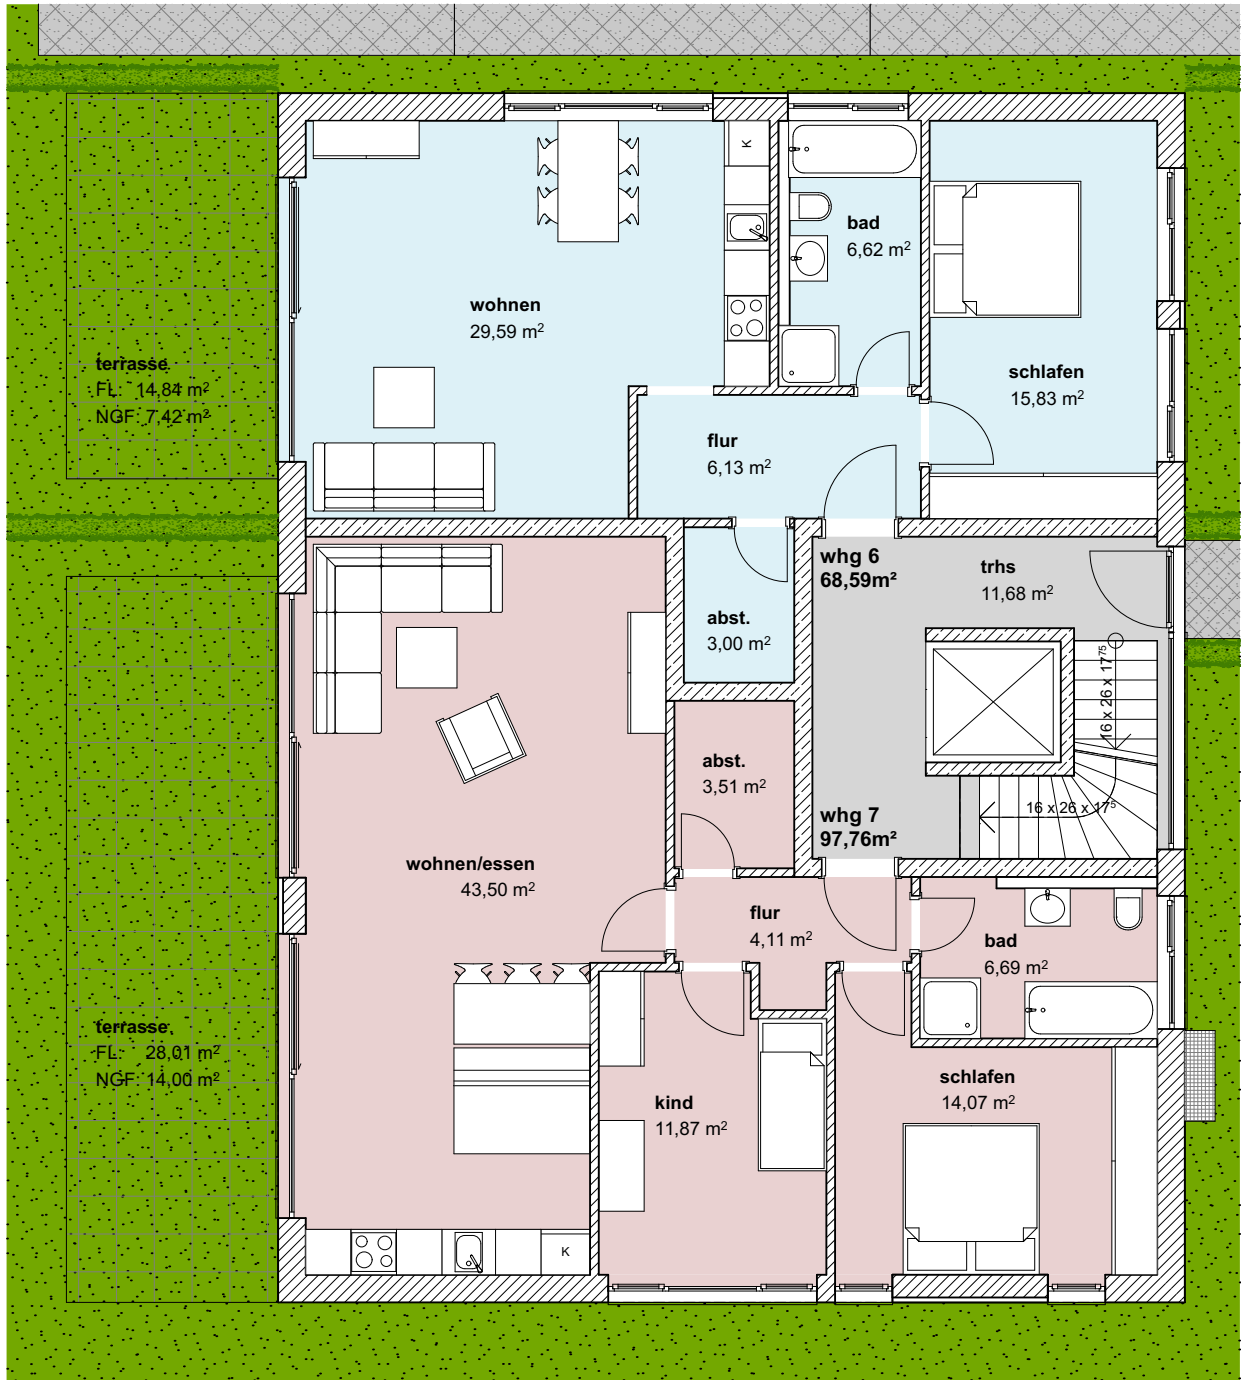 K
bad
6,62 m²
wohnen
29,59 m²
terrasse
FL: 14,84 m²
NGF: 7,42 m²
schlafen
15,83 m²
flur
6,13 m²
whg 6
68,59m²
trhs
11,68 m²
abst.
3,00 m²
16 x 26 x 17⁷⁵
abst.
3,51 m²
whg 7
97,76m²
16 x 26 x 17⁵
wohnen/essen
43,50 m²
flur
4,11 m²
bad
6,69 m²
terrasse
FL: 28,01 m²
NGF: 14,00 m²
schlafen
14,07 m²
kind
11,87 m²
K